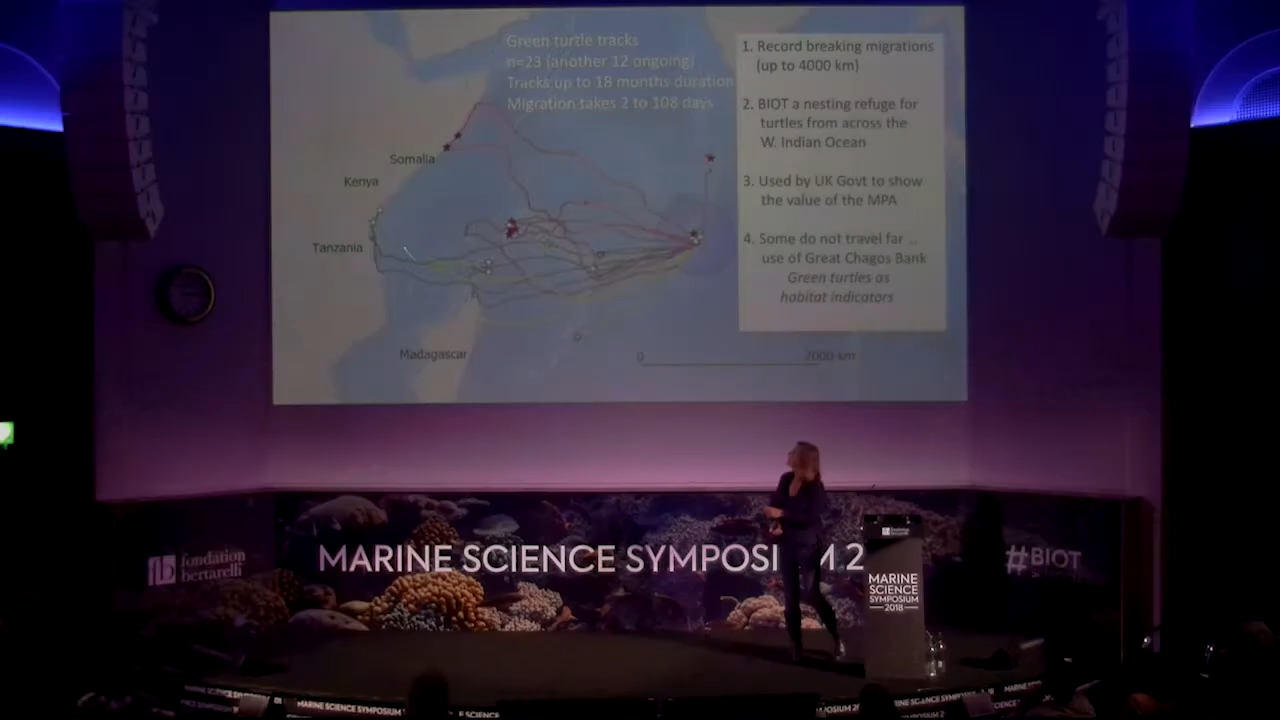 Green turtle tracks
n=23 (another 12 ongoing)
Tracks up to 18 months duration
Migration takes 2 to 108 days
1. Record breaking migrations
(up to 4000 km)
2. BIOT a nesting refuge for
turtles from across the
W. Indian Ocean
3. Used by UK Govt to show
the value of the MPA
4. Some do not travel far ...
use of Great Chagos Bank
Green turtles as
habitat indicators
Somalia
Kenya
Tanzania
Madagascar
0 2000 km
fondation
bertarelli
MARINE SCIENCE SYMPOSI M 2
#BIOT
MARINE
SCIENCE
SYMPOSIUM
2018
MARINE SCIENCE SYMPOSIUM